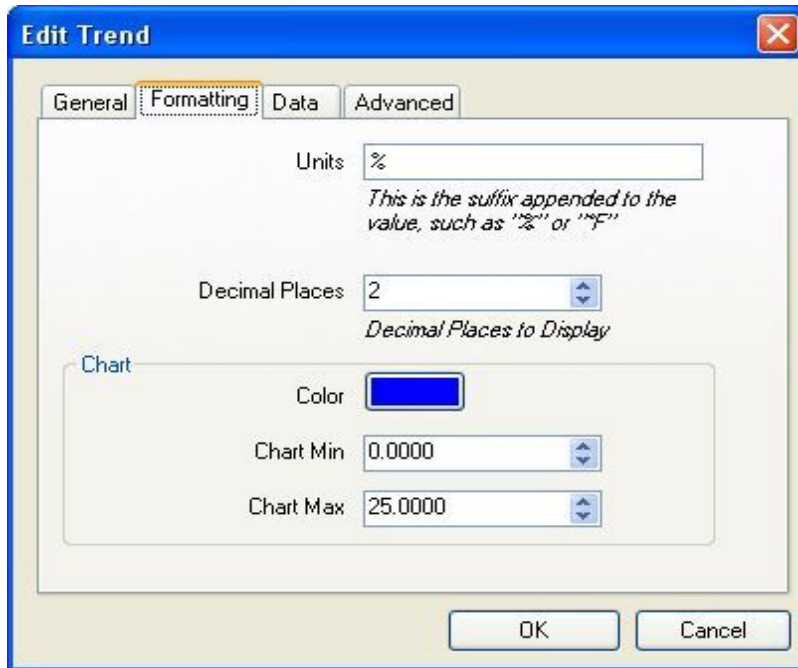 Edit Trend
General Formatting Data Advanced
Units %
This is the suffix appended to the
value, such as "%" or "°F"
Decimal Places 2
Decimal Places to Display
Chart
Color
Chart Min 0.0000
Chart Max 25.0000
OK Cancel